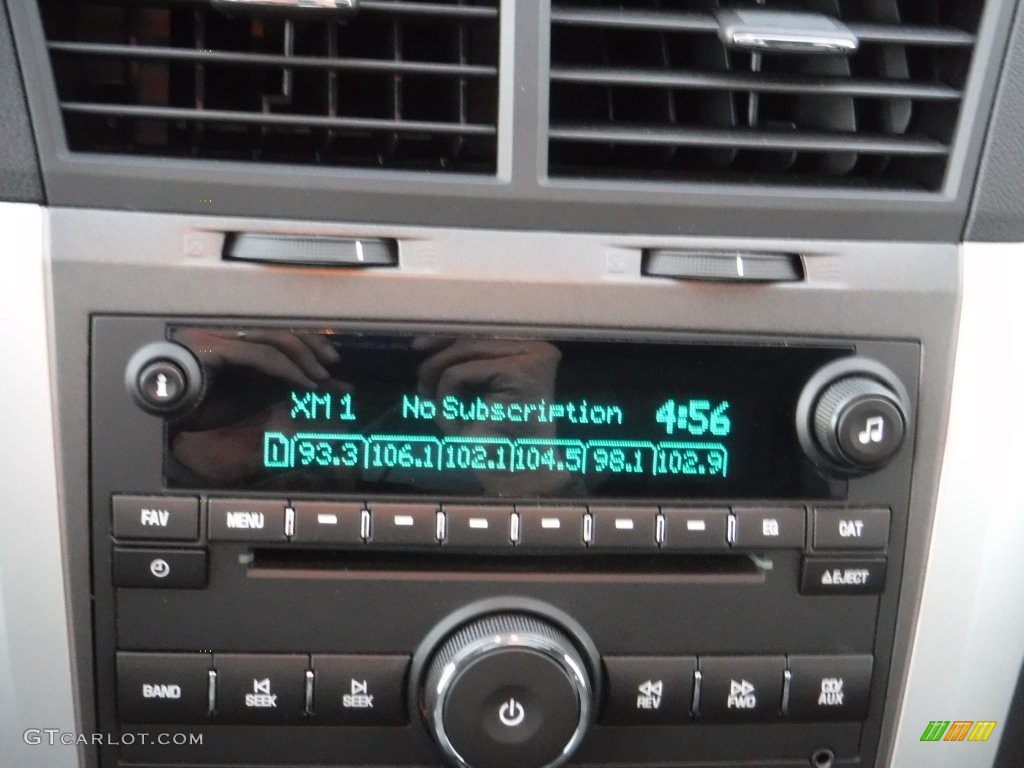 XM 1 No Subscription 4:56
1 93.3 106.1 102.1 104.5 98.1 102.9
FAV MENU EQ CAT
EJECT
BAND SEEK SEEK REV FWD CD/AUX
GTCARLOT.COM